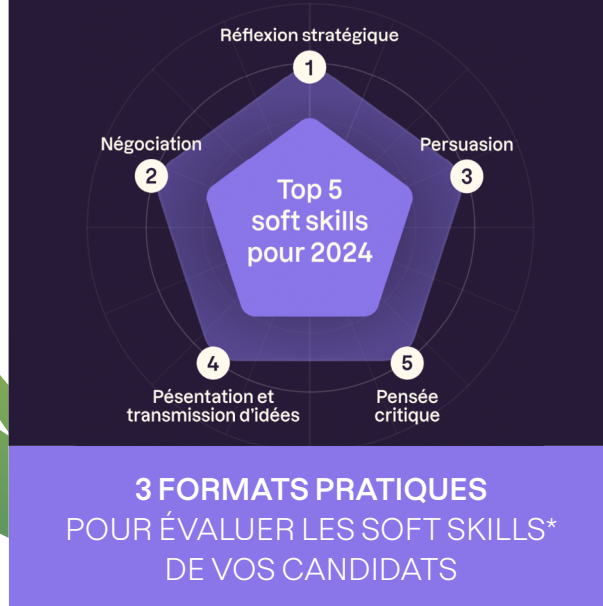 Réflexion stratégique
1
Négociation
2
Persuasion
3
Top 5
soft skills
pour 2024
4
Pésentation et
transmission d'idées
5
Pensée
critique
3 FORMATS PRATIQUES
POUR ÉVALUER LES SOFT SKILLS*
DE VOS CANDIDATS